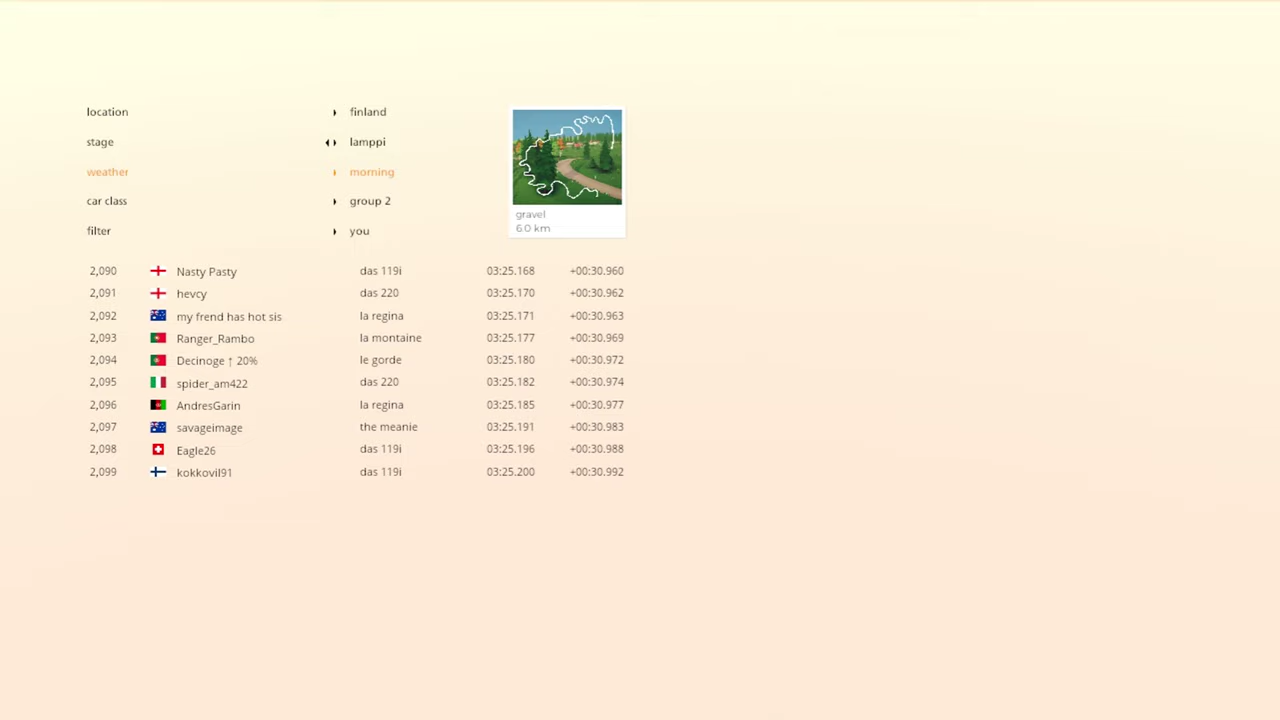 location finland
stage lamppi
weather morning
car class group 2
filter you
gravel
6.0 km
2,090 Nasty Pasty das 119i 03:25.168 +00:30.960
2,091 hevcy das 220 03:25.170 +00:30.962
2,092 my frend has hot sis la regina 03:25.171 +00:30.963
2,093 Ranger_Rambo la montaine 03:25.177 +00:30.969
2,094 Decinoge ↑ 20% le gorde 03:25.180 +00:30.972
2,095 spider_am422 das 220 03:25.182 +00:30.974
2,096 AndresGarin la regina 03:25.185 +00:30.977
2,097 savageimage the meanie 03:25.191 +00:30.983
2,098 Eagle26 das 119i 03:25.196 +00:30.988
2,099 kokkovil91 das 119i 03:25.200 +00:30.992